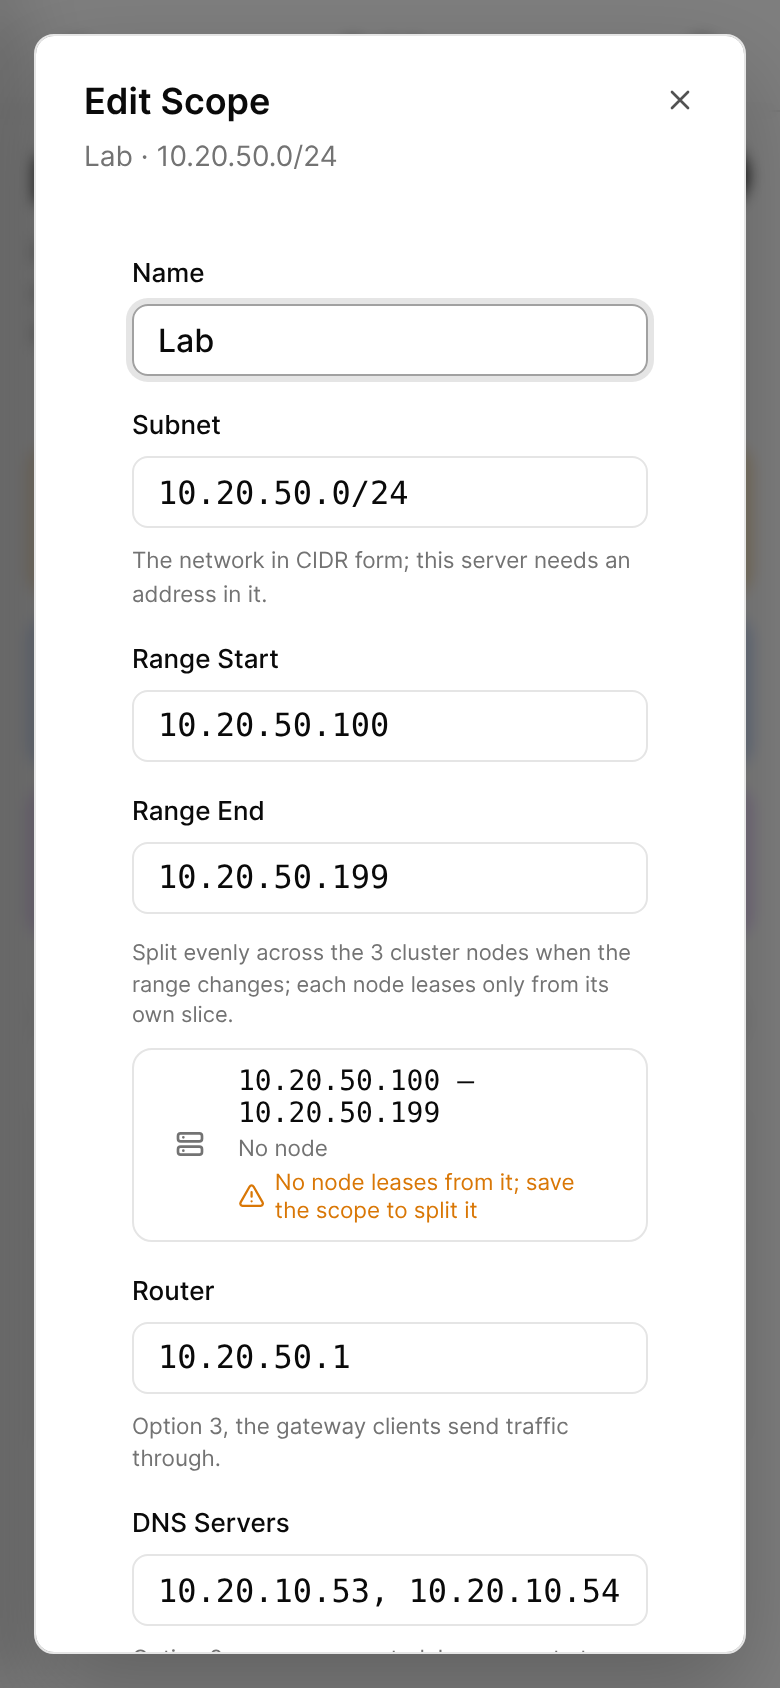 Edit Scope
Lab · 10.20.50.0/24
Name
Lab
Subnet
10.20.50.0/24
The network in CIDR form; this server needs an
address in it.
Range Start
10.20.50.100
Range End
10.20.50.199
Split evenly across the 3 cluster nodes when the
range changes; each node leases only from its
own slice.
10.20.50.100 –
10.20.50.199
No node
No node leases from it; save
the scope to split it
Router
10.20.50.1
Option 3, the gateway clients send traffic
through.
DNS Servers
10.20.10.53, 10.20.10.54